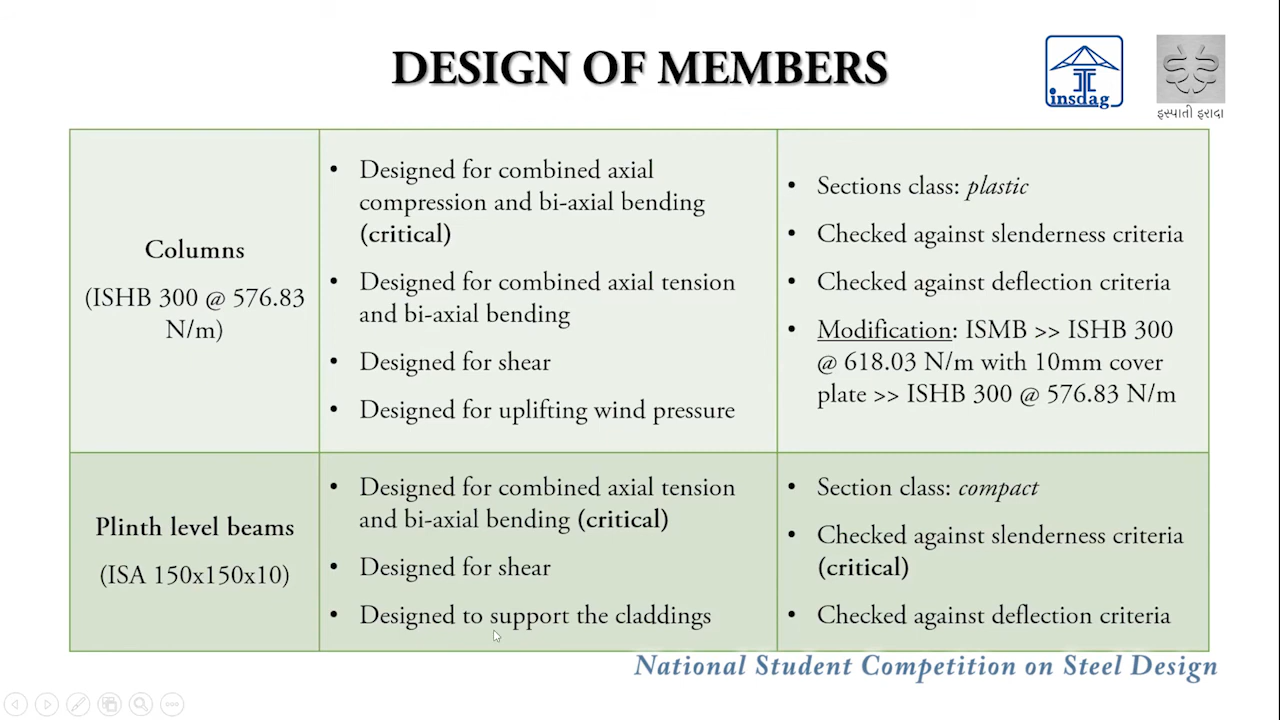 DESIGN OF MEMBERS
insdag
इस्पाती इरादा
Columns
(ISHB 300 @ 576.83
N/m)
• Designed for combined axial
compression and bi-axial bending
(critical)
• Designed for combined axial tension
and bi-axial bending
• Designed for shear
• Designed for uplifting wind pressure
• Sections class: plastic
• Checked against slenderness criteria
• Checked against deflection criteria
• Modification: ISMB >> ISHB 300
@ 618.03 N/m with 10mm cover
plate >> ISHB 300 @ 576.83 N/m
Plinth level beams
(ISA 150x150x10)
• Designed for combined axial tension
and bi-axial bending (critical)
• Designed for shear
• Designed to support the claddings
• Section class: compact
• Checked against slenderness criteria
(critical)
• Checked against deflection criteria
National Student Competition on Steel Design